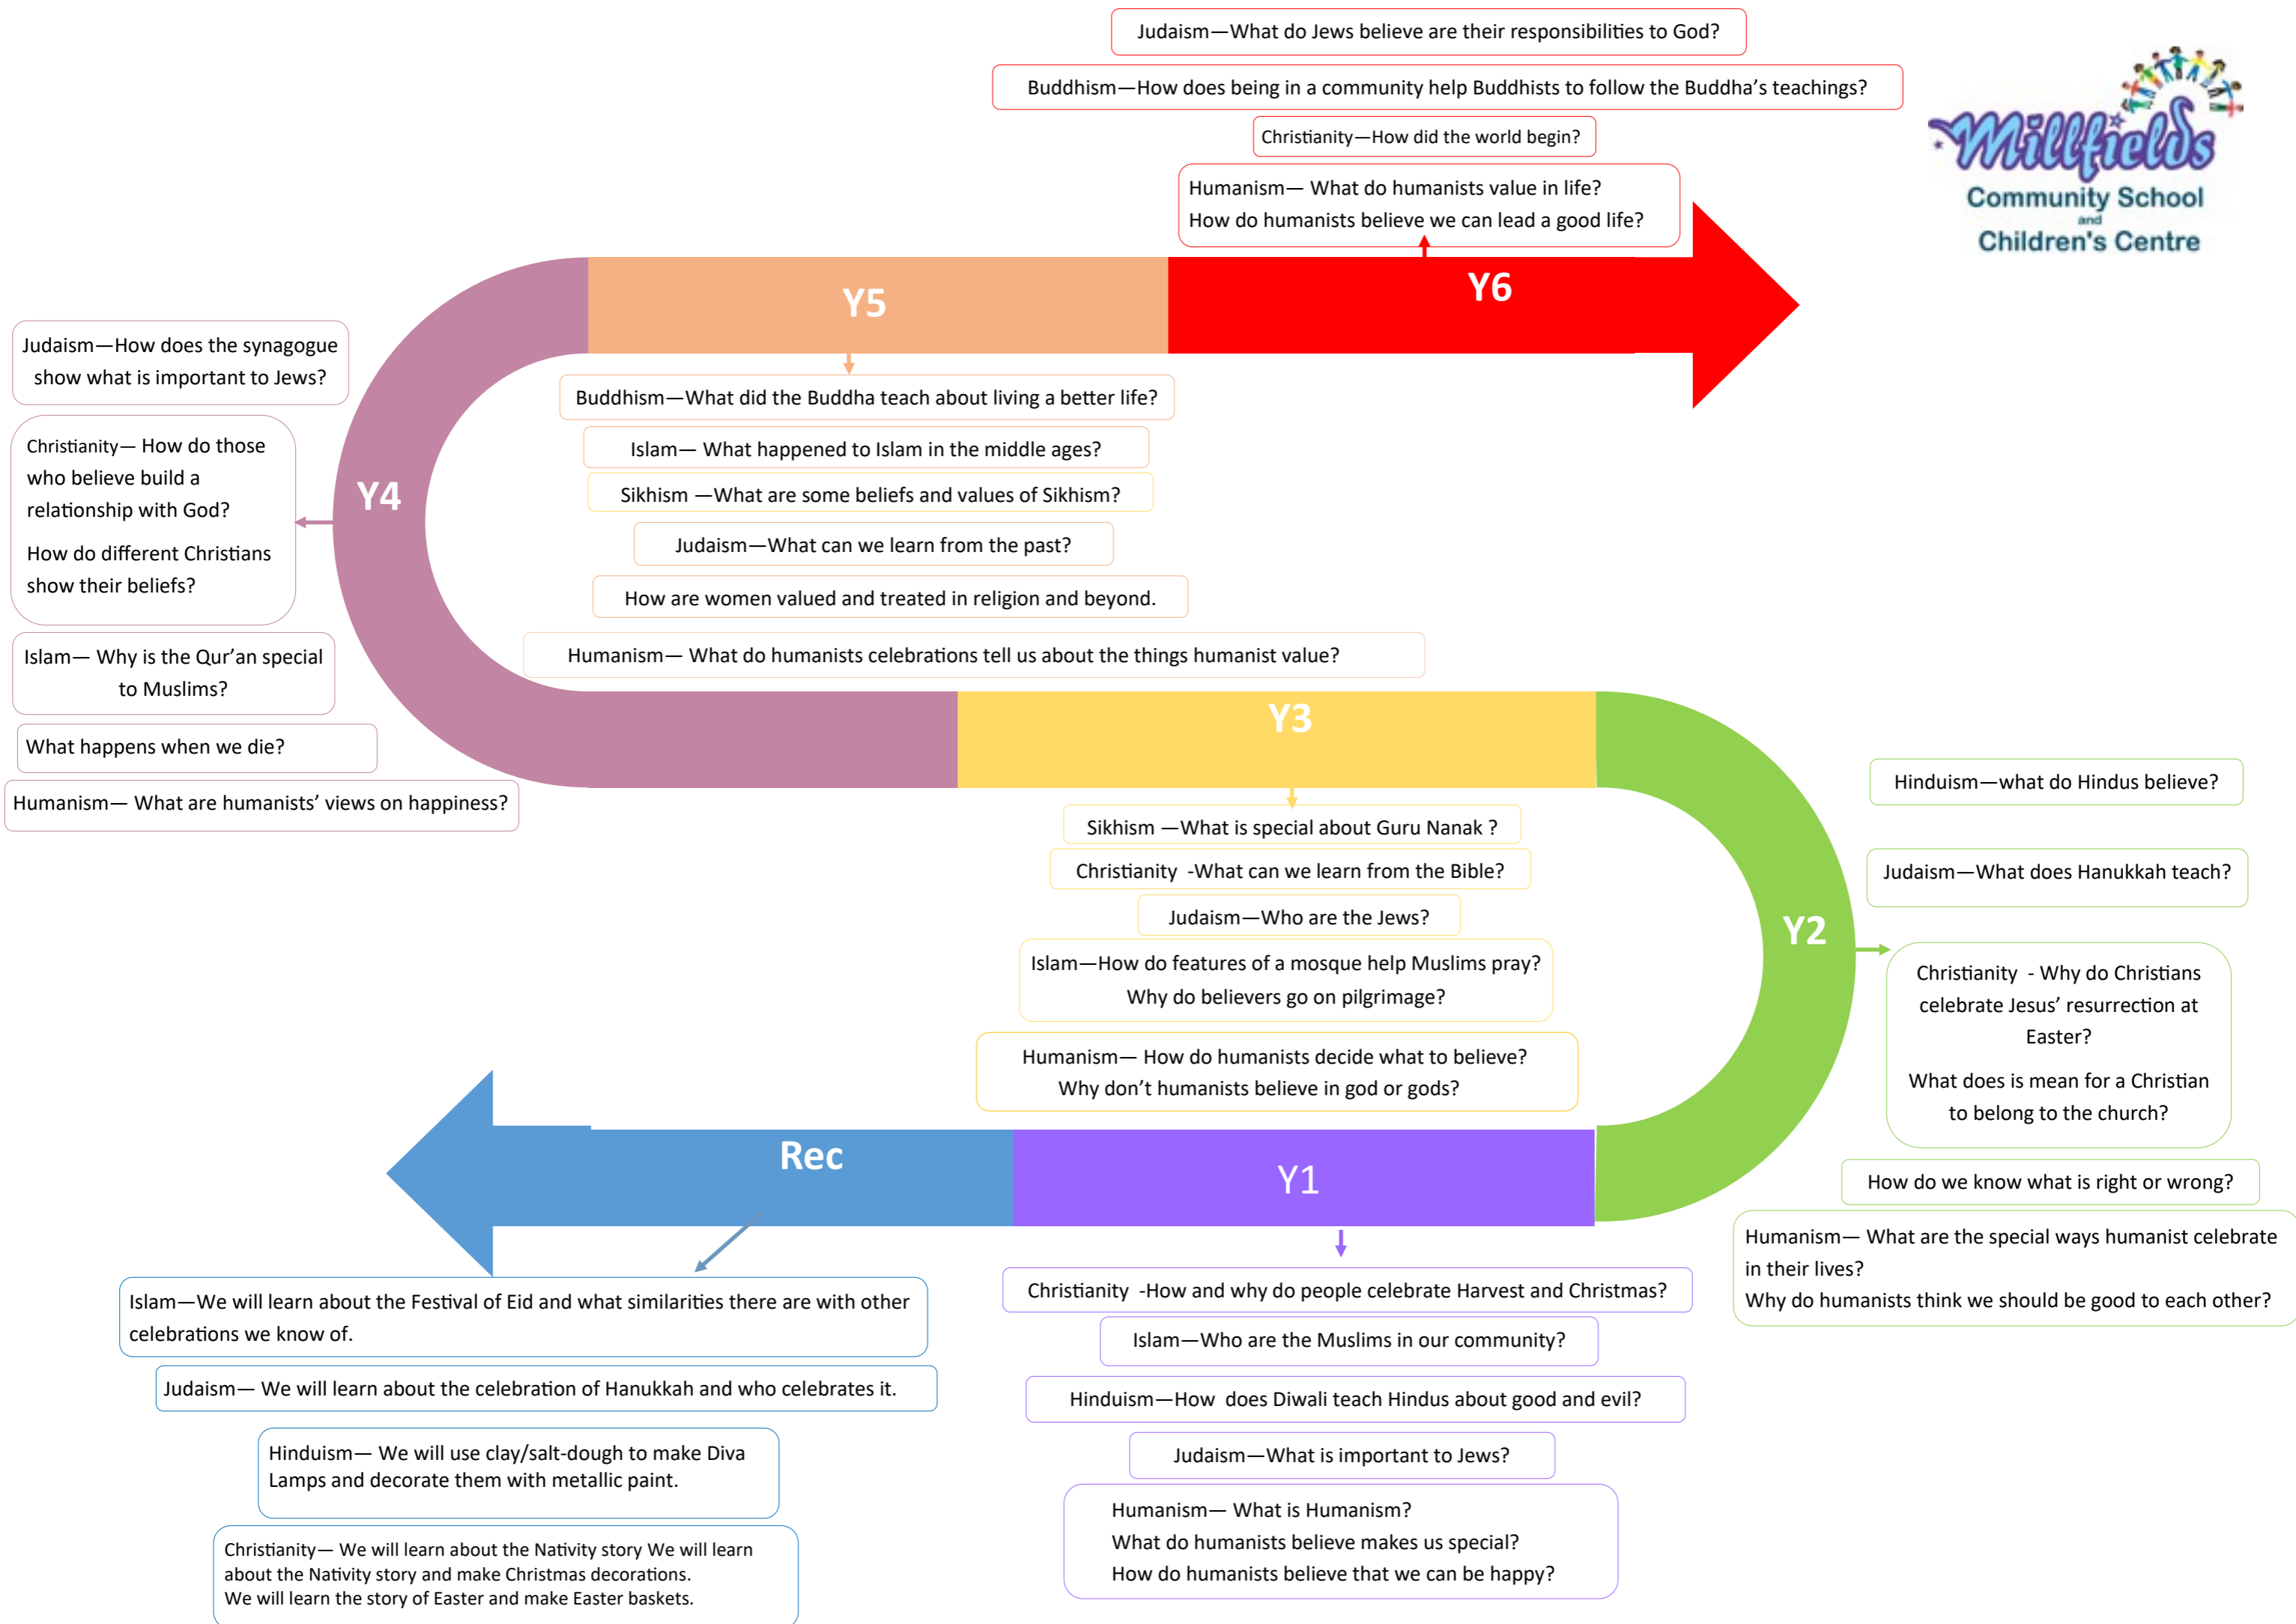 Judaism—What do Jews believe are their responsibilities to God?
Buddhism—How does being in a community help Buddhists to follow the Buddha's teachings?
Christianity—How did the world begin?
Humanism— What do humanists value in life?
How do humanists believe we can lead a good life?
Millfields
Community School
and
Children's Centre
Y6
Y5
Buddhism—What did the Buddha teach about living a better life?
Islam— What happened to Islam in the middle ages?
Sikhism —What are some beliefs and values of Sikhism?
Judaism—What can we learn from the past?
How are women valued and treated in religion and beyond.
Humanism— What do humanists celebrations tell us about the things humanist value?
Y4
Judaism—How does the synagogue
show what is important to Jews?
Christianity— How do those
who believe build a
relationship with God?
How do different Christians
show their beliefs?
Islam— Why is the Qur'an special
to Muslims?
What happens when we die?
Humanism— What are humanists' views on happiness?
Y3
Sikhism —What is special about Guru Nanak ?
Christianity -What can we learn from the Bible?
Judaism—Who are the Jews?
Islam—How do features of a mosque help Muslims pray?
Why do believers go on pilgrimage?
Humanism— How do humanists decide what to believe?
Why don't humanists believe in god or gods?
Y2
Hinduism—what do Hindus believe?
Judaism—What does Hanukkah teach?
Christianity - Why do Christians
celebrate Jesus' resurrection at
Easter?
What does is mean for a Christian
to belong to the church?
How do we know what is right or wrong?
Humanism— What are the special ways humanist celebrate
in their lives?
Why do humanists think we should be good to each other?
Y1
Christianity -How and why do people celebrate Harvest and Christmas?
Islam—Who are the Muslims in our community?
Hinduism—How does Diwali teach Hindus about good and evil?
Judaism—What is important to Jews?
Humanism— What is Humanism?
What do humanists believe makes us special?
How do humanists believe that we can be happy?
Rec
Islam—We will learn about the Festival of Eid and what similarities there are with other
celebrations we know of.
Judaism— We will learn about the celebration of Hanukkah and who celebrates it.
Hinduism— We will use clay/salt-dough to make Diva
Lamps and decorate them with metallic paint.
Christianity— We will learn about the Nativity story We will learn
about the Nativity story and make Christmas decorations.
We will learn the story of Easter and make Easter baskets.